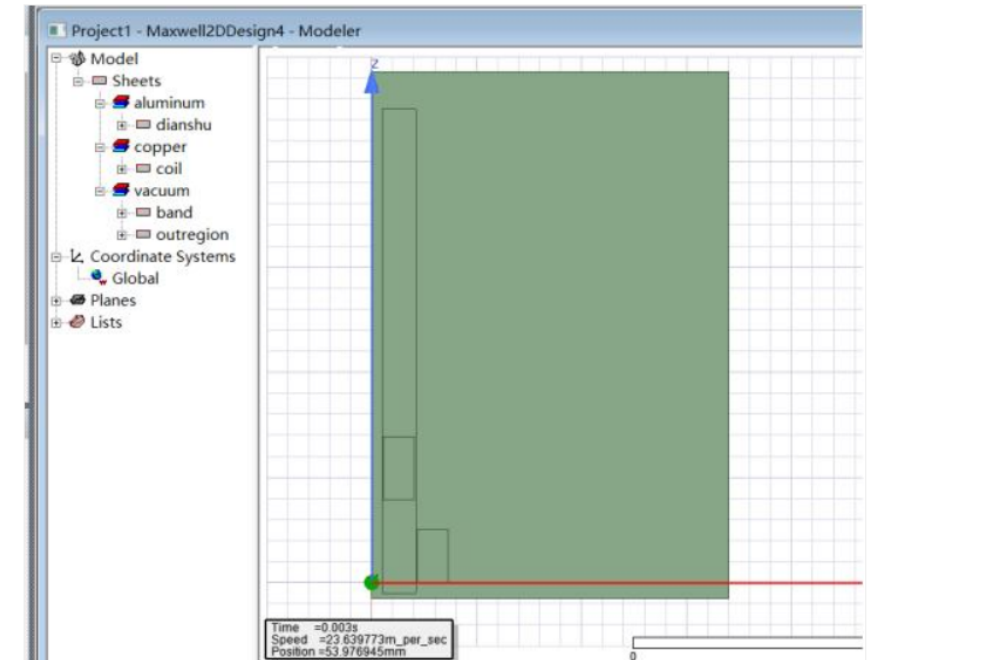 Project1 - Maxwell2DDesign4 - Modeler
Model
Sheets
aluminum
dianshu
copper
coil
vacuum
band
outregion
Coordinate Systems
Global
Planes
Lists
Z
Time =0.003s
Speed =23.639773m_per_sec
Position =53.976945mm
0